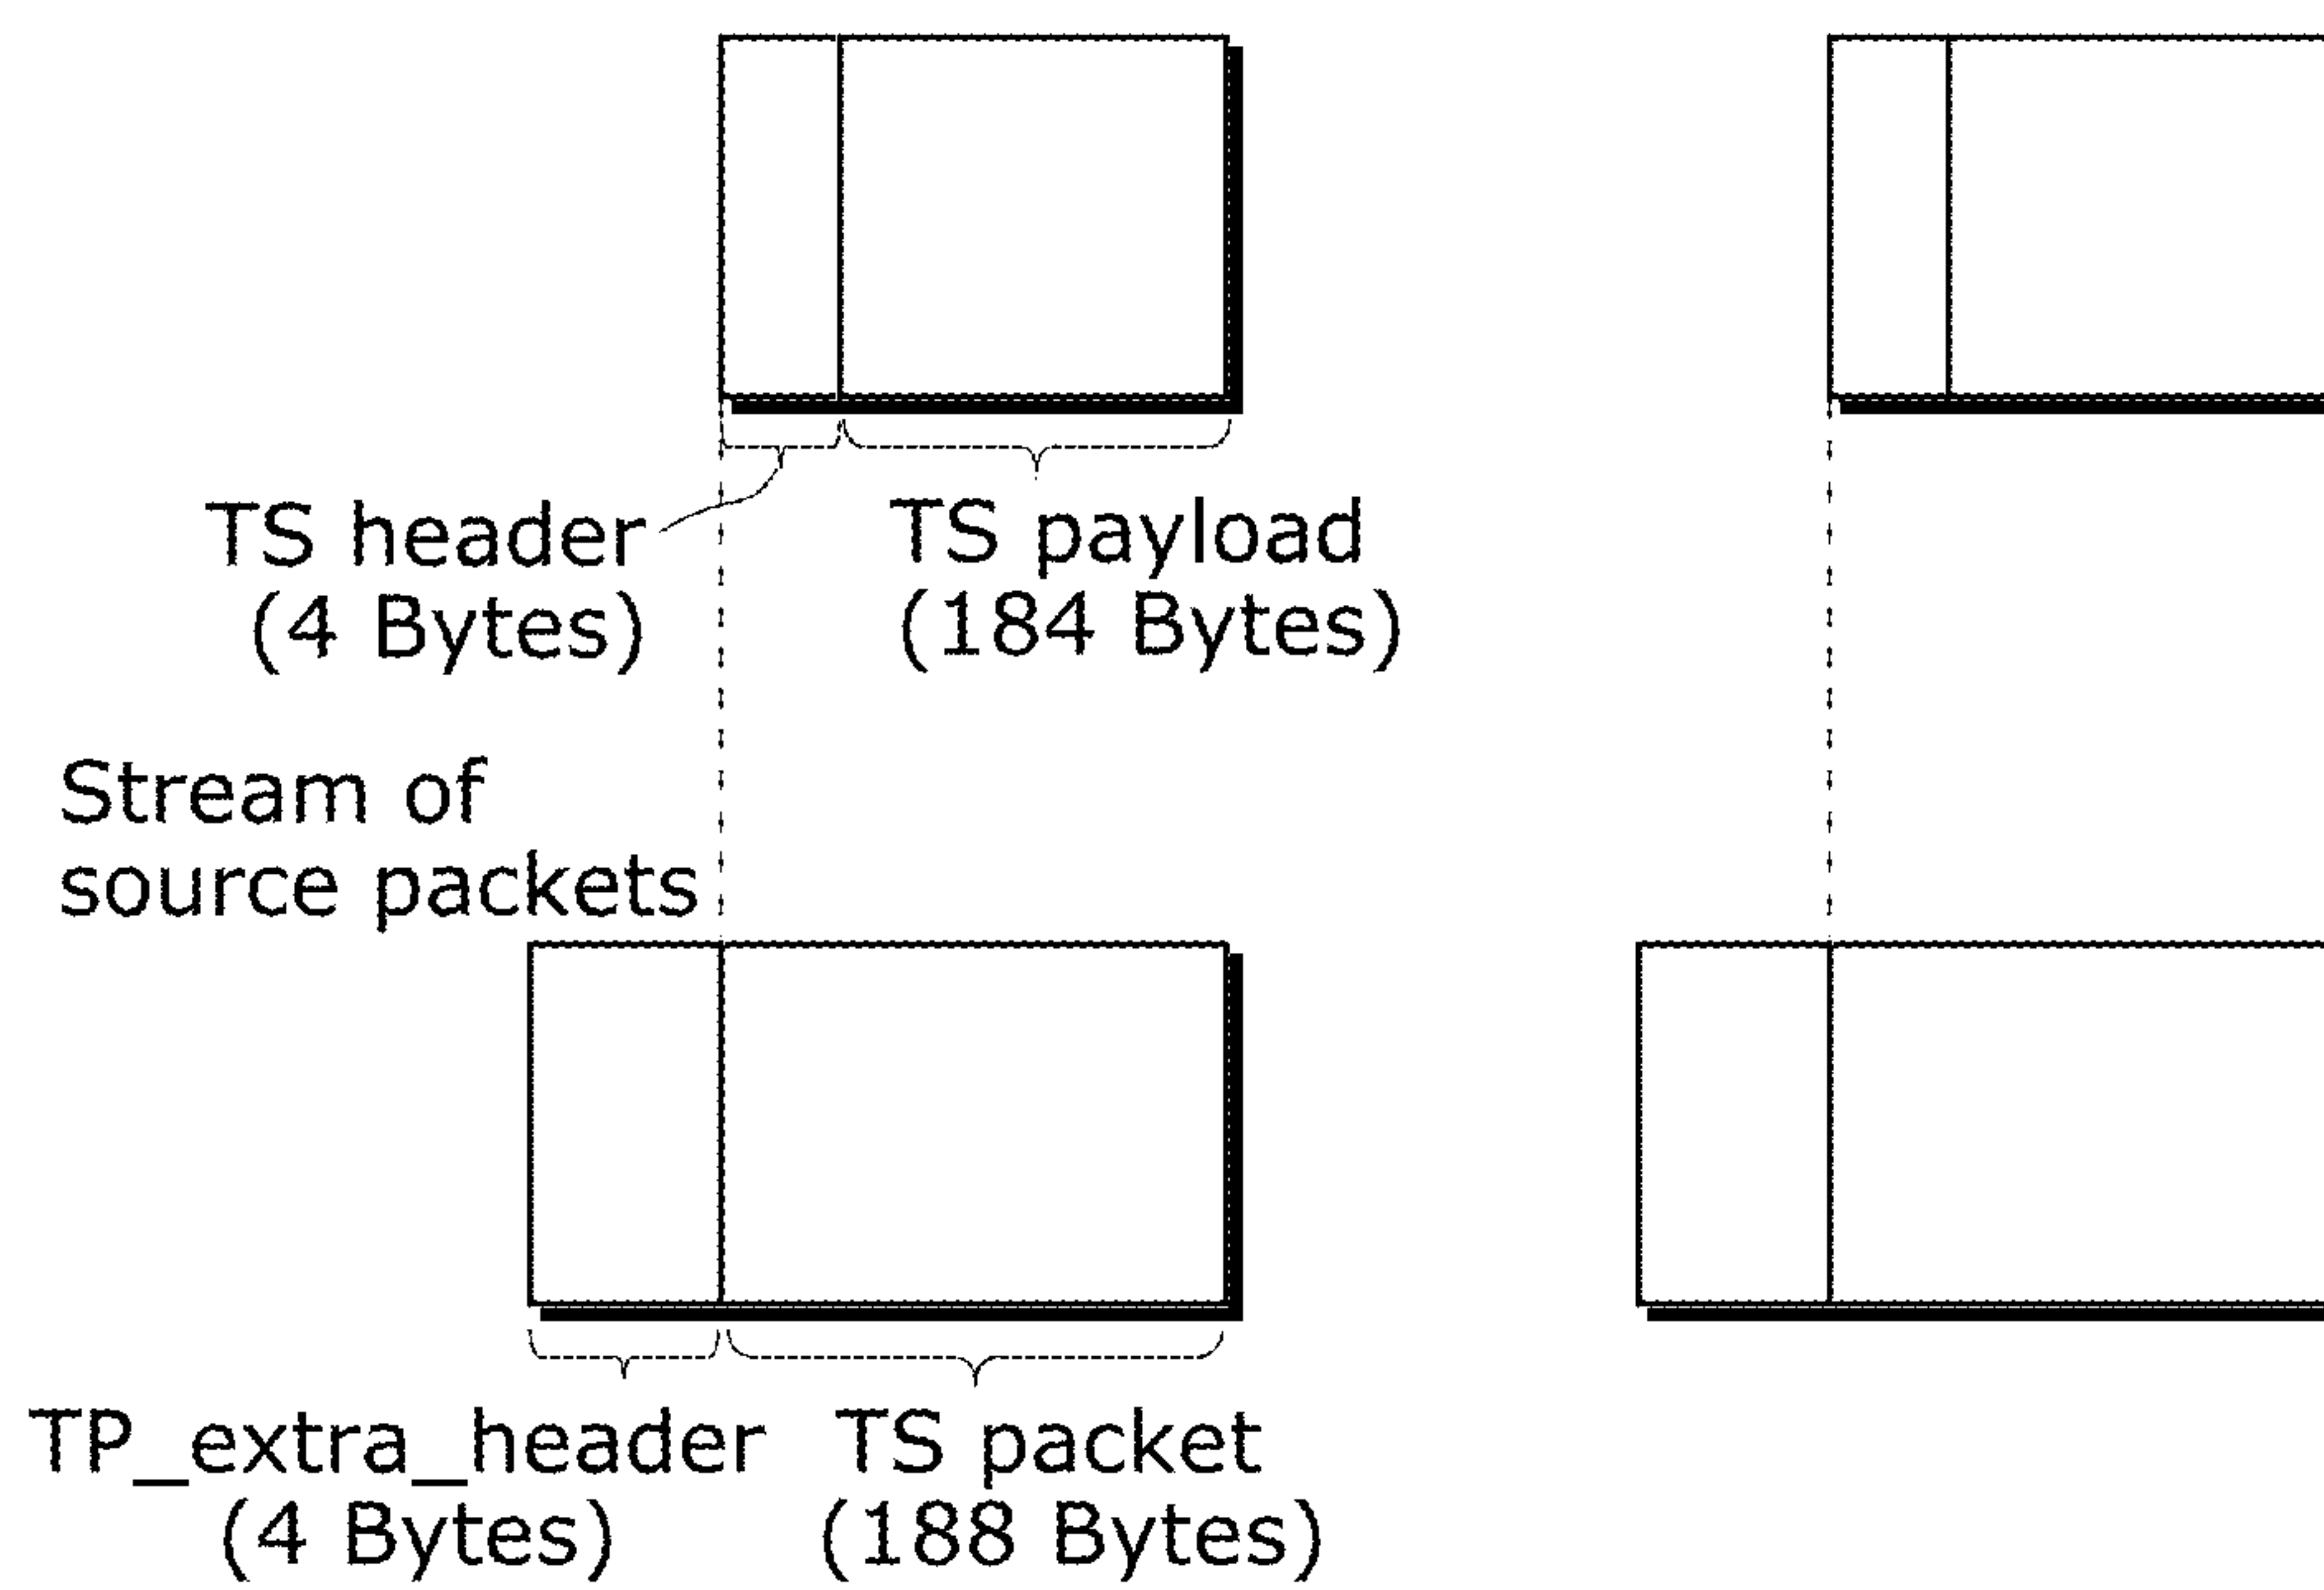 TS header
(4 Bytes)
TS payload
(184 Bytes)
Stream of
source packets
TP_extra_header
(4 Bytes)
TS packet
(188 Bytes)